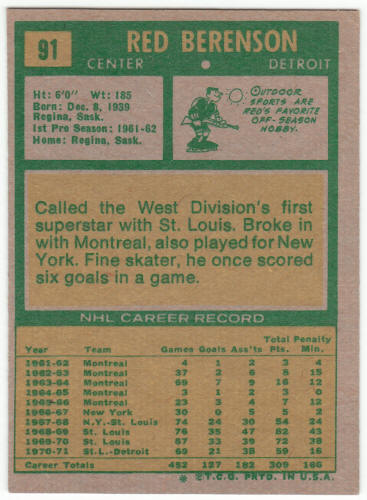 91
RED BERENSON
CENTER DETROIT
Ht: 6'0" Wt: 185
Born: Dec. 8, 1939
Regina, Sask.
1st Pro Season: 1961-62
Home: Regina, Sask.
OUTDOOR
SPORTS ARE
RED'S FAVORITE
OFF-SEASON
HOBBY.
Called the West Division's first
superstar with St. Louis. Broke in
with Montreal, also played for New
York. Fine skater, he once scored
six goals in a game.
NHL CAREER RECORD
Total Penalty
Year Team Games Goals Ass'ts Pts. Min.
1961-62 Montreal 4 1 2 3 4
1962-63 Montreal 37 2 6 8 15
1963-64 Montreal 69 7 9 16 12
1964-65 Montreal 3 1 2 3 0
1965-66 Montreal 23 3 4 7 12
1966-67 New York 30 0 5 5 2
1967-68 N.Y.-St. Louis 74 24 30 54 24
1968-69 St. Louis 76 35 47 82 43
1969-70 St. Louis 67 33 39 72 38
1970-71 St.L.-Detroit 69 21 38 59 16
Career Totals 452 127 182 309 166
© T.C.G. PRTD. IN U.S.A.